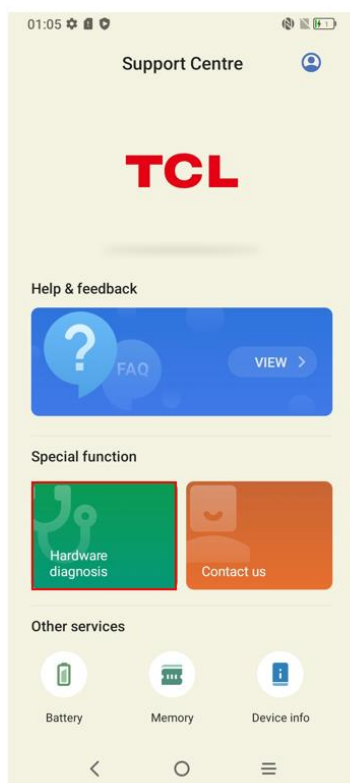 01:05
Support Centre
TCL
Help & feedback
?
FAQ
VIEW >
Special function
Hardware
diagnosis
Contact us
Other services
Battery
Memory
Device info